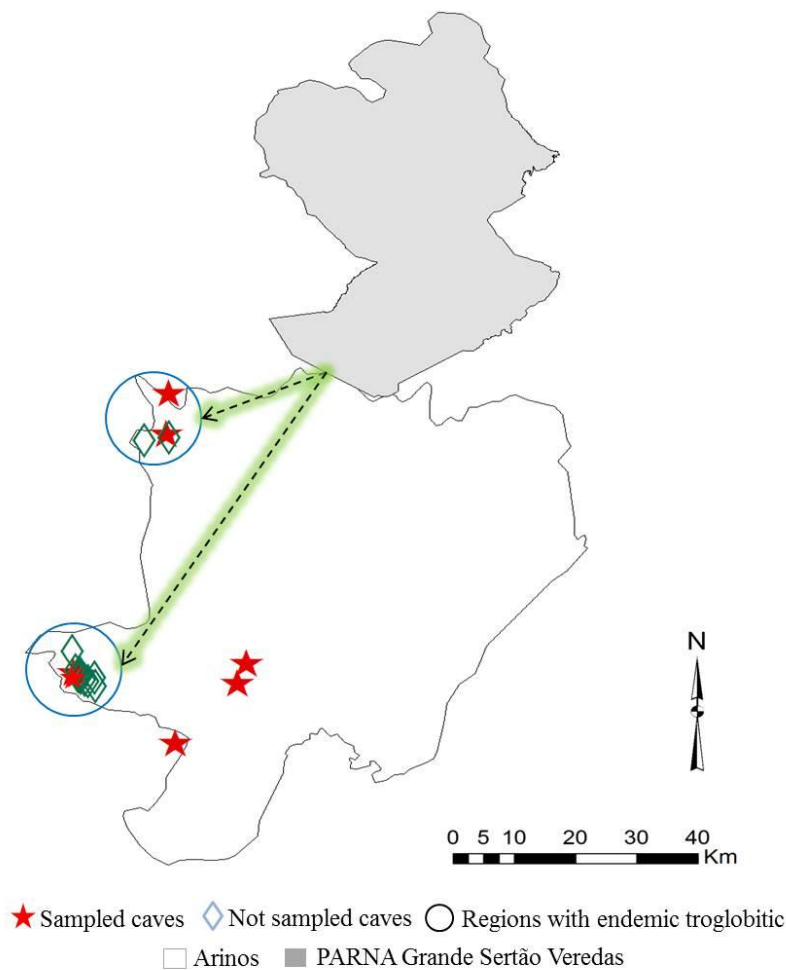 N
0 5 10 20 30 40
Km
Sampled caves Not sampled caves Regions with endemic troglobitic
Arinos PARNA Grande Sertão Veredas